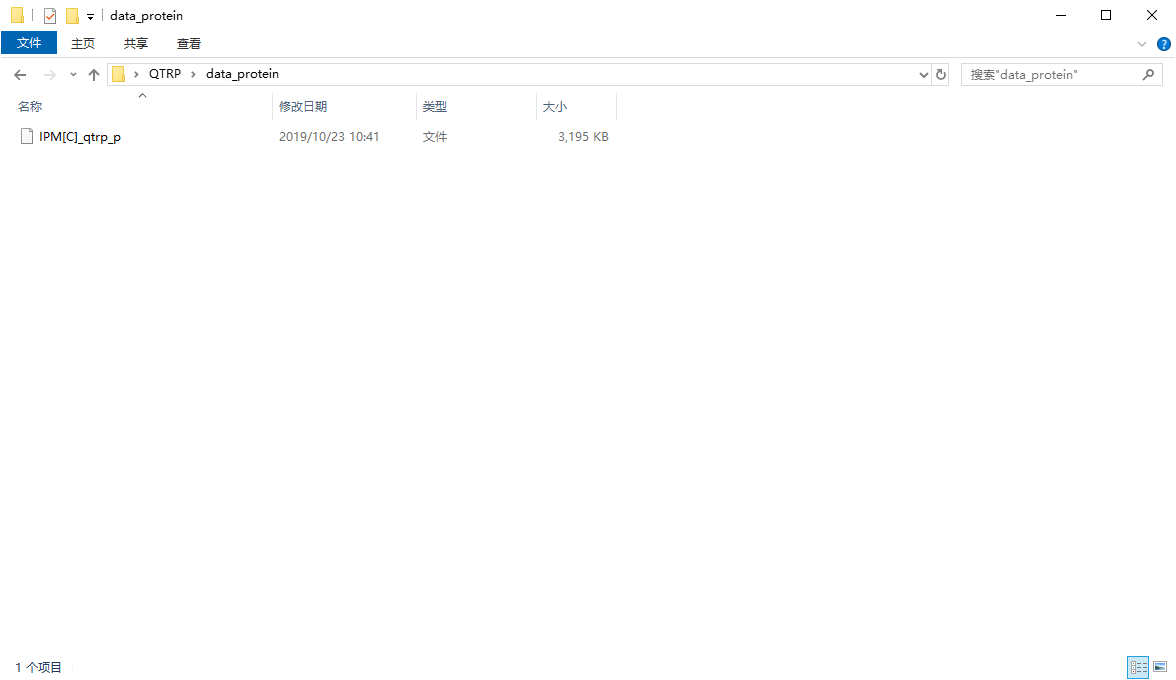 data_protein
文件 主页 共享 查看
QTRP data_protein 搜索"data_protein"
名称 修改日期 类型 大小
IPM[C]_qtrp_p 2019/10/23 10:41 文件 3,195 KB
1 个项目